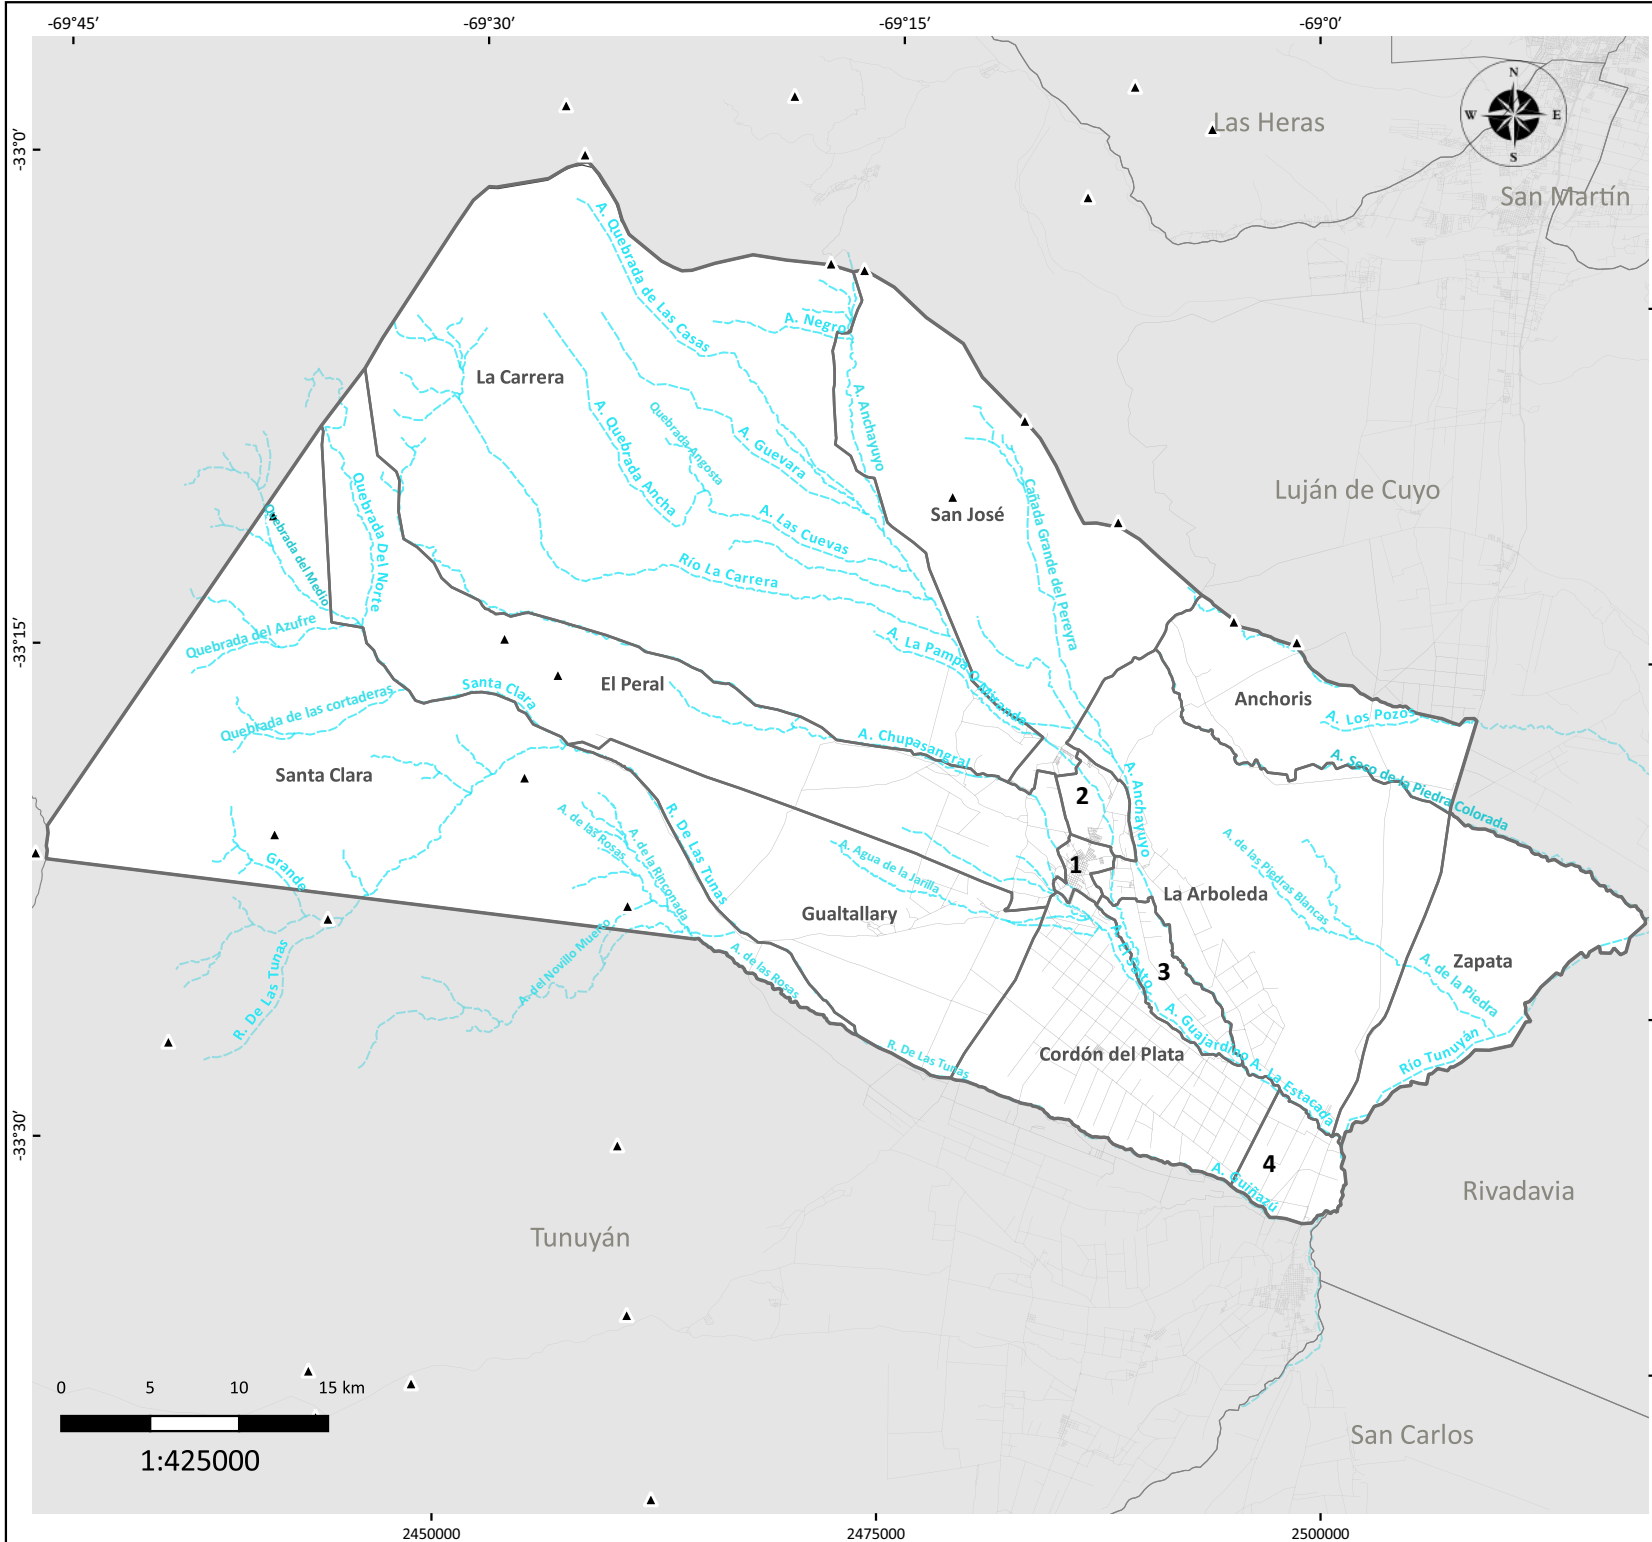 -69°45’
-69°30’
-69°15’
-69°0’
-33°0’
-33°15’
-33°30’
N
W
E
S
Las Heras
San Martín
Luján de Cuyo
Rivadavia
Tunuyán
San Carlos
A. Quebrada de Las Casas
A. Negro
La Carrera
A. Anchayuyo
A. Quebrada Ancha
Quebrada Angosta
A. Guevara
San José
Cañada Grande del Pereyra
Quebrada Del Norte
Quebrada del Medio
A. Las Cuevas
Río La Carrera
Quebrada del Azufre
A. La Pampa O Miranda
Santa Clara
El Peral
Quebrada de las cortaderas
Anchoris
A. Los Pozos
A. Chupasangral
A. Seco de la Piedra Colorada
Santa Clara
2
A. Anchayuyo
R. De Las Tunas
A. de las Rosas
A. de la Rinconada
A. Agua de la Jarilla
A. de las Piedras Blancas
1
Grande
La Arboleda
Gualtallary
R. De Las Tunas
A. del Novillo Muerto
A. de las Rosas
A. El Salto
3
Zapata
A. de la Piedra
A. Guajardino
Cordón del Plata
R. De Las Tunas
A. La Estacada
Río Tunuyán
4
A. Guiñazú
0 5 10 15 km
1:425000
2450000
2475000
2500000